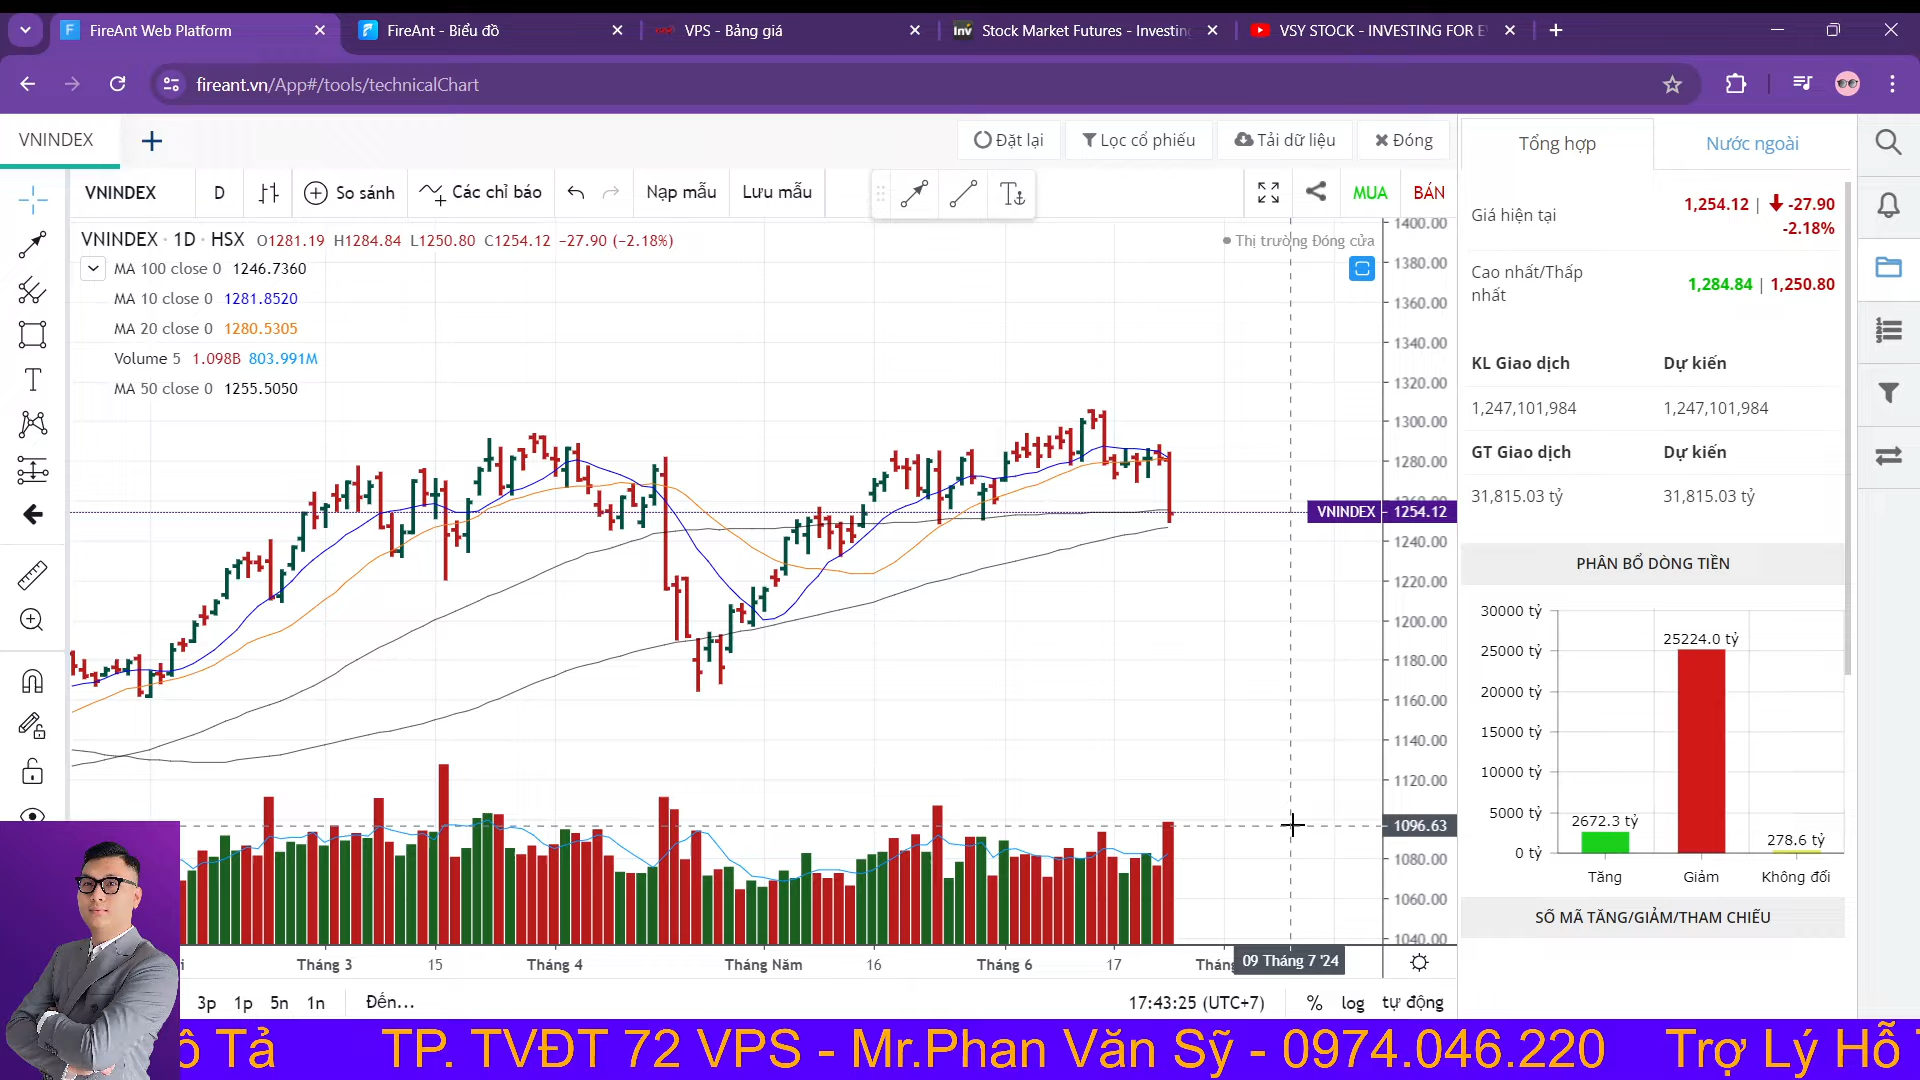 FireAnt Web Platform
FireAnt - Biểu đồ
VPS - Bảng giá
Stock Market Futures - Investing
VSY STOCK - INVESTING FOR E
fireant.vn/App#/tools/technicalChart
VNINDEX
Đặt lại
Lọc cổ phiếu
Tải dữ liệu
Đóng
Tổng hợp
Nước ngoài
VNINDEX
D
So sánh
Các chỉ báo
Nạp mẫu
Lưu mẫu
MUA
BÁN
VNINDEX · 1D · HSX O1281.19 H1284.84 L1250.80 C1254.12 −27.90 (−2.18%)
Thị trường Đóng cửa
MA 100 close 0 1246.7360
MA 10 close 0 1281.8520
MA 20 close 0 1280.5305
Volume 5 1.098B 803.991M
MA 50 close 0 1255.5050
1400.00
1380.00
1360.00
1340.00
1320.00
1300.00
1280.00
1260.00
VNINDEX 1254.12
1240.00
1220.00
1200.00
1180.00
1160.00
1140.00
1120.00
1096.63
1080.00
1060.00
1040.00
Tháng 3
15
Tháng 4
Tháng Năm
16
Tháng 6
17
09 Tháng 7 '24
3p 1p 5n 1n
Đến...
17:43:25 (UTC+7)
% log tự động
Giá hiện tại
1,254.12 | -27.90
-2.18%
Cao nhất/Thấp nhất
1,284.84 | 1,250.80
KL Giao dịch Dự kiến
1,247,101,984 1,247,101,984
GT Giao dịch Dự kiến
31,815.03 tỷ 31,815.03 tỷ
PHÂN BỔ DÒNG TIỀN
30000 tỷ
25000 tỷ
20000 tỷ
15000 tỷ
10000 tỷ
5000 tỷ
0 tỷ
2672.3 tỷ
25224.0 tỷ
278.6 tỷ
Tăng Giảm Không đổi
SỐ MÃ TĂNG/GIẢM/THAM CHIẾU
ô Tả TP. TVĐT 72 VPS - Mr.Phan Văn Sỹ - 0974.046.220 Trợ Lý Hỗ